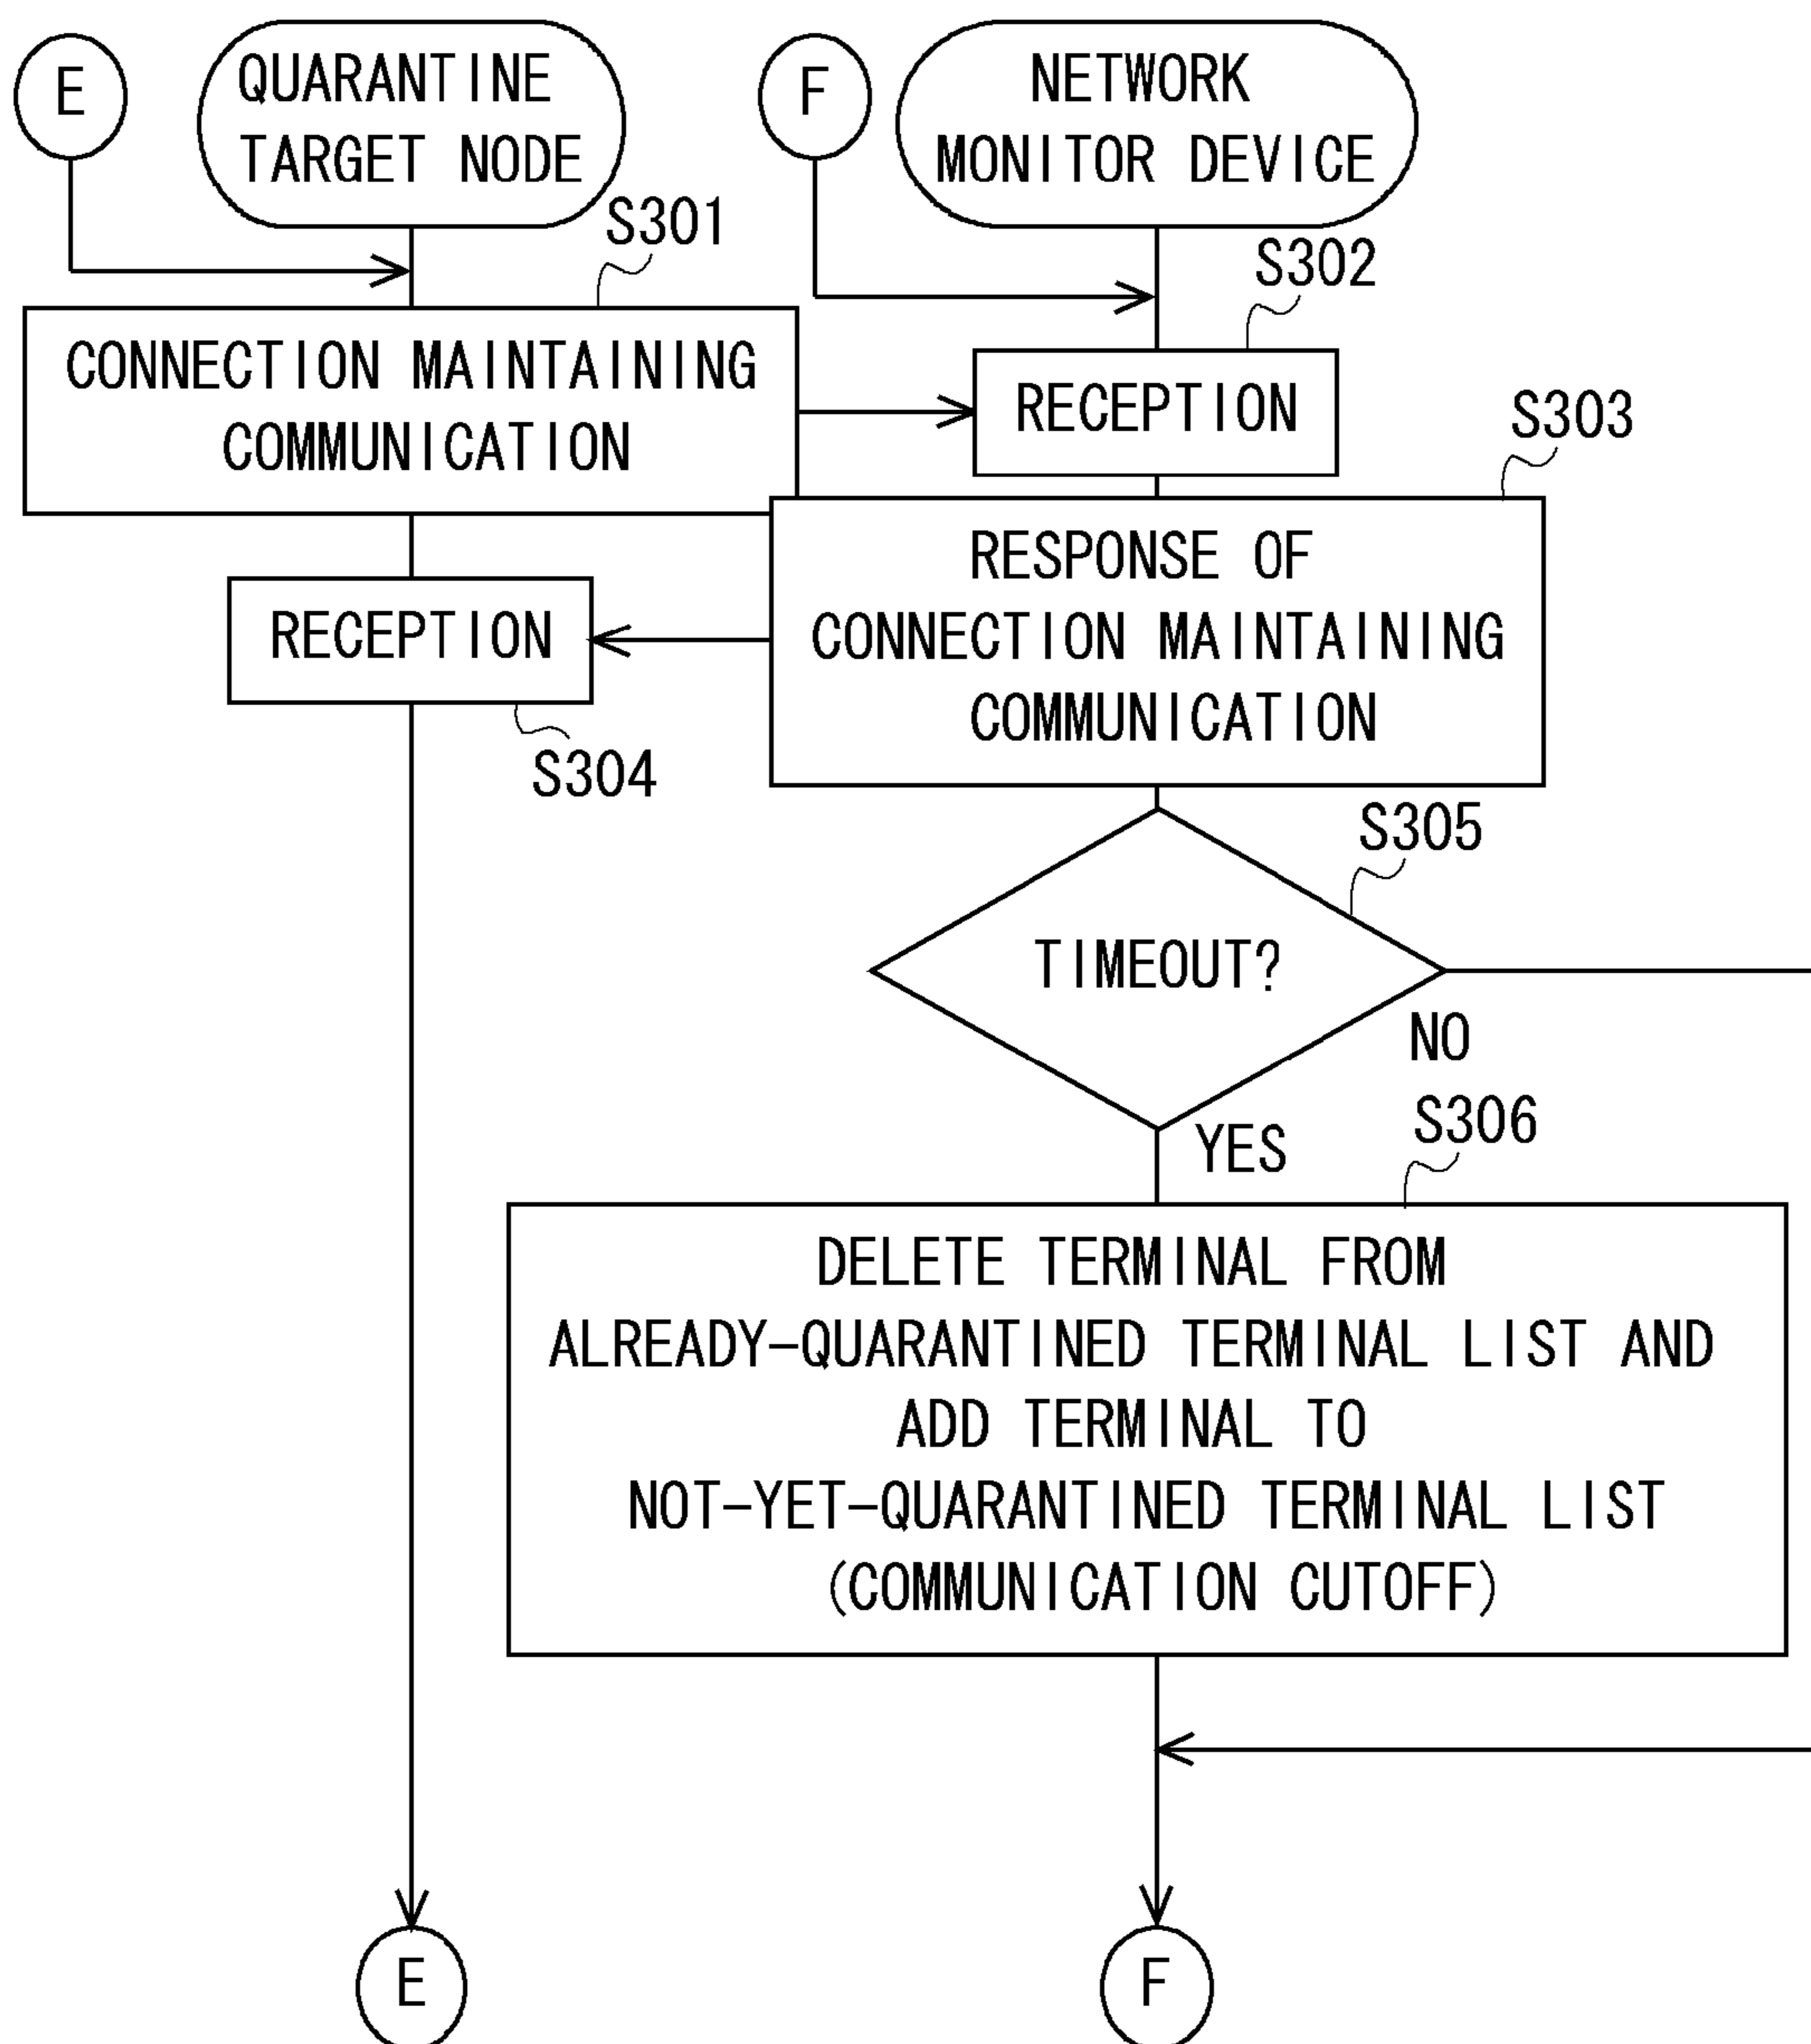 E
QUARANTINE
TARGET NODE
F
NETWORK
MONITOR DEVICE
S301
S302
CONNECTION MAINTAINING
COMMUNICATION
RECEPTION
S303
RESPONSE OF
CONNECTION MAINTAINING
COMMUNICATION
RECEPTION
S304
S305
TIMEOUT?
NO
YES
S306
DELETE TERMINAL FROM
ALREADY-QUARANTINED TERMINAL LIST AND
ADD TERMINAL TO
NOT-YET-QUARANTINED TERMINAL LIST
(COMMUNICATION CUTOFF)
E
F